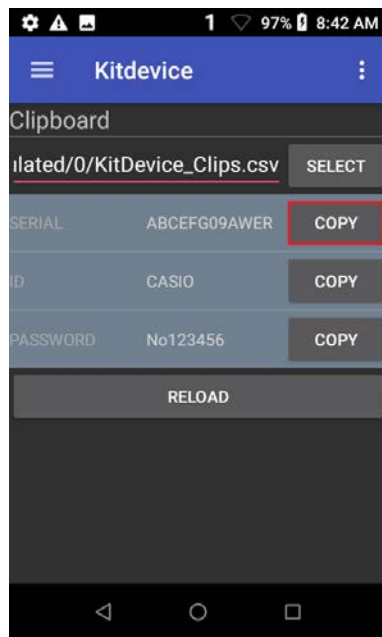 1 97% 8:42 AM
Kitdevice
Clipboard
ılated/0/KitDevice_Clips.csv SELECT
SERIAL ABCEFG09AWER COPY
ID CASIO COPY
PASSWORD No123456 COPY
RELOAD